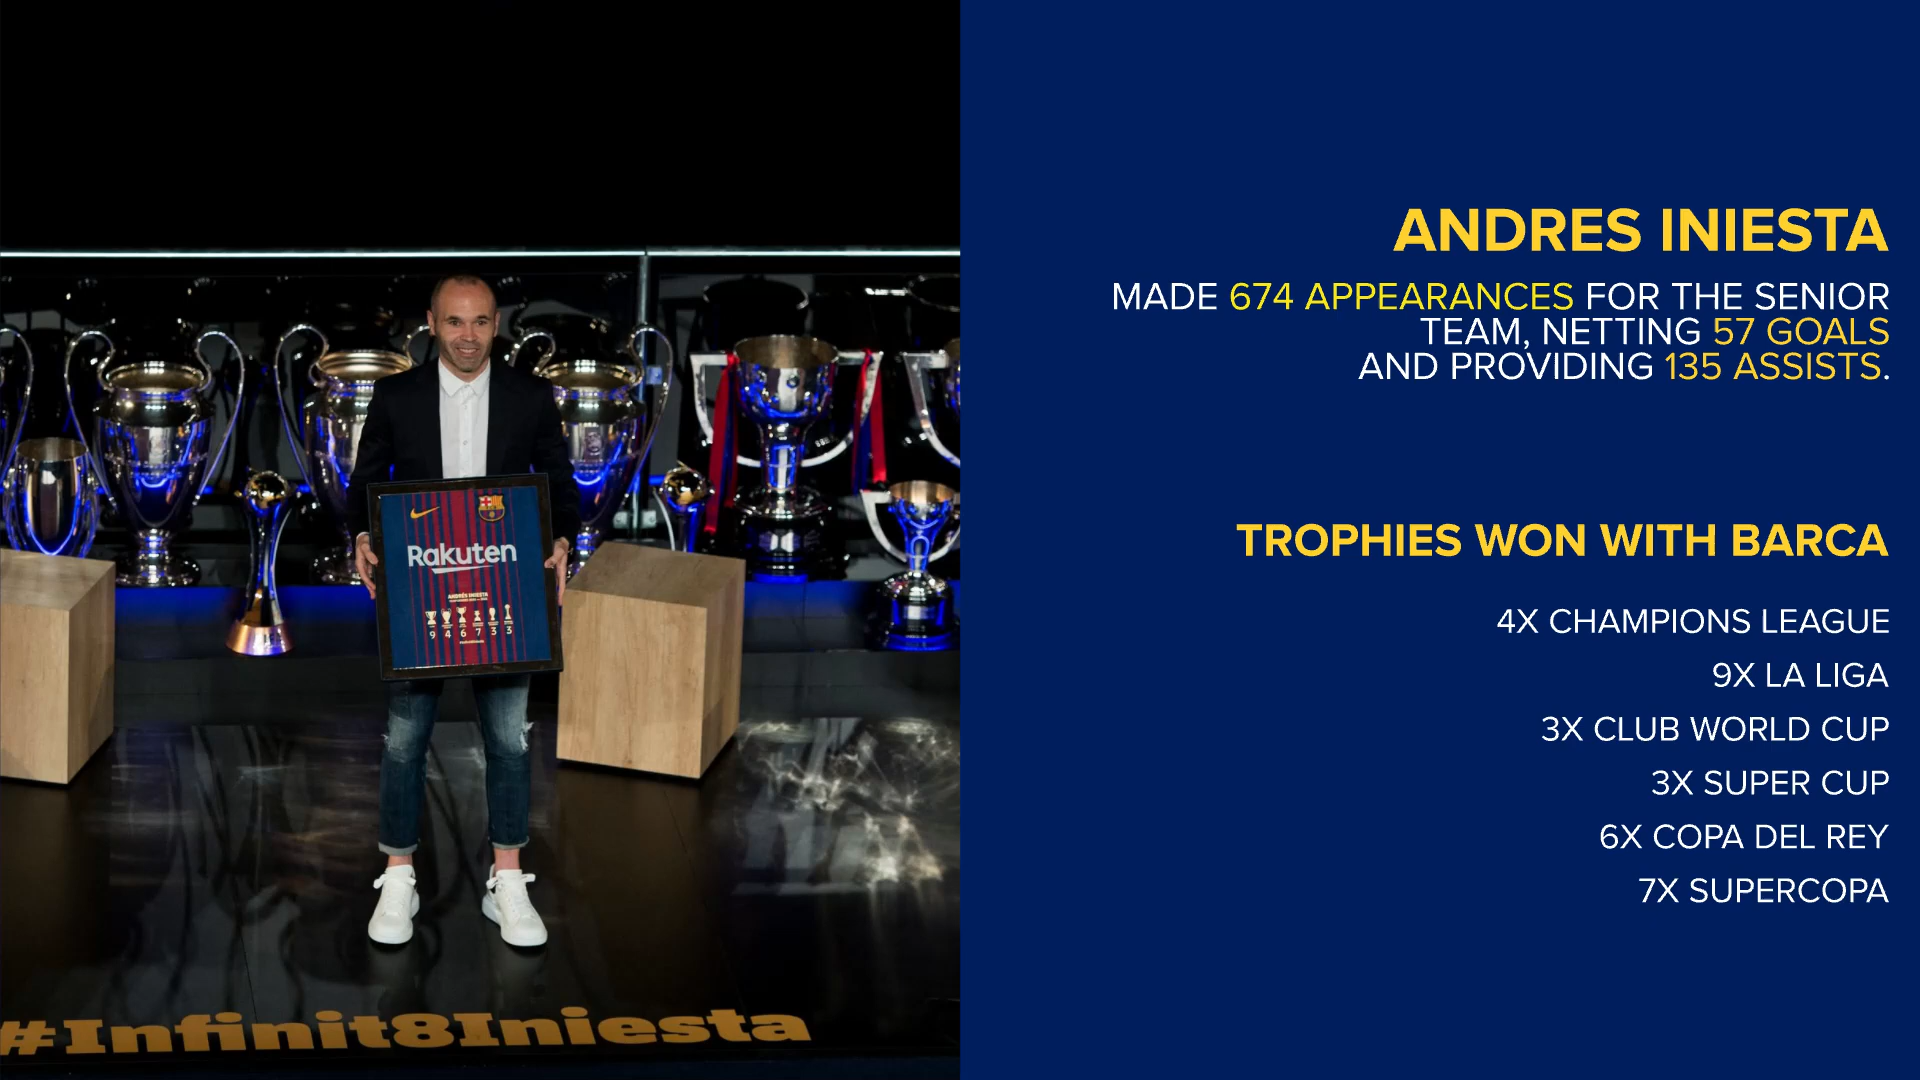 Rakuten
ANDRÉS INIESTA
9 4 6 7 3 3
#Infinit8Iniesta
ANDRES INIESTA
MADE 674 APPEARANCES FOR THE SENIOR
TEAM, NETTING 57 GOALS
AND PROVIDING 135 ASSISTS.
TROPHIES WON WITH BARCA
4X CHAMPIONS LEAGUE
9X LA LIGA
3X CLUB WORLD CUP
3X SUPER CUP
6X COPA DEL REY
7X SUPERCOPA